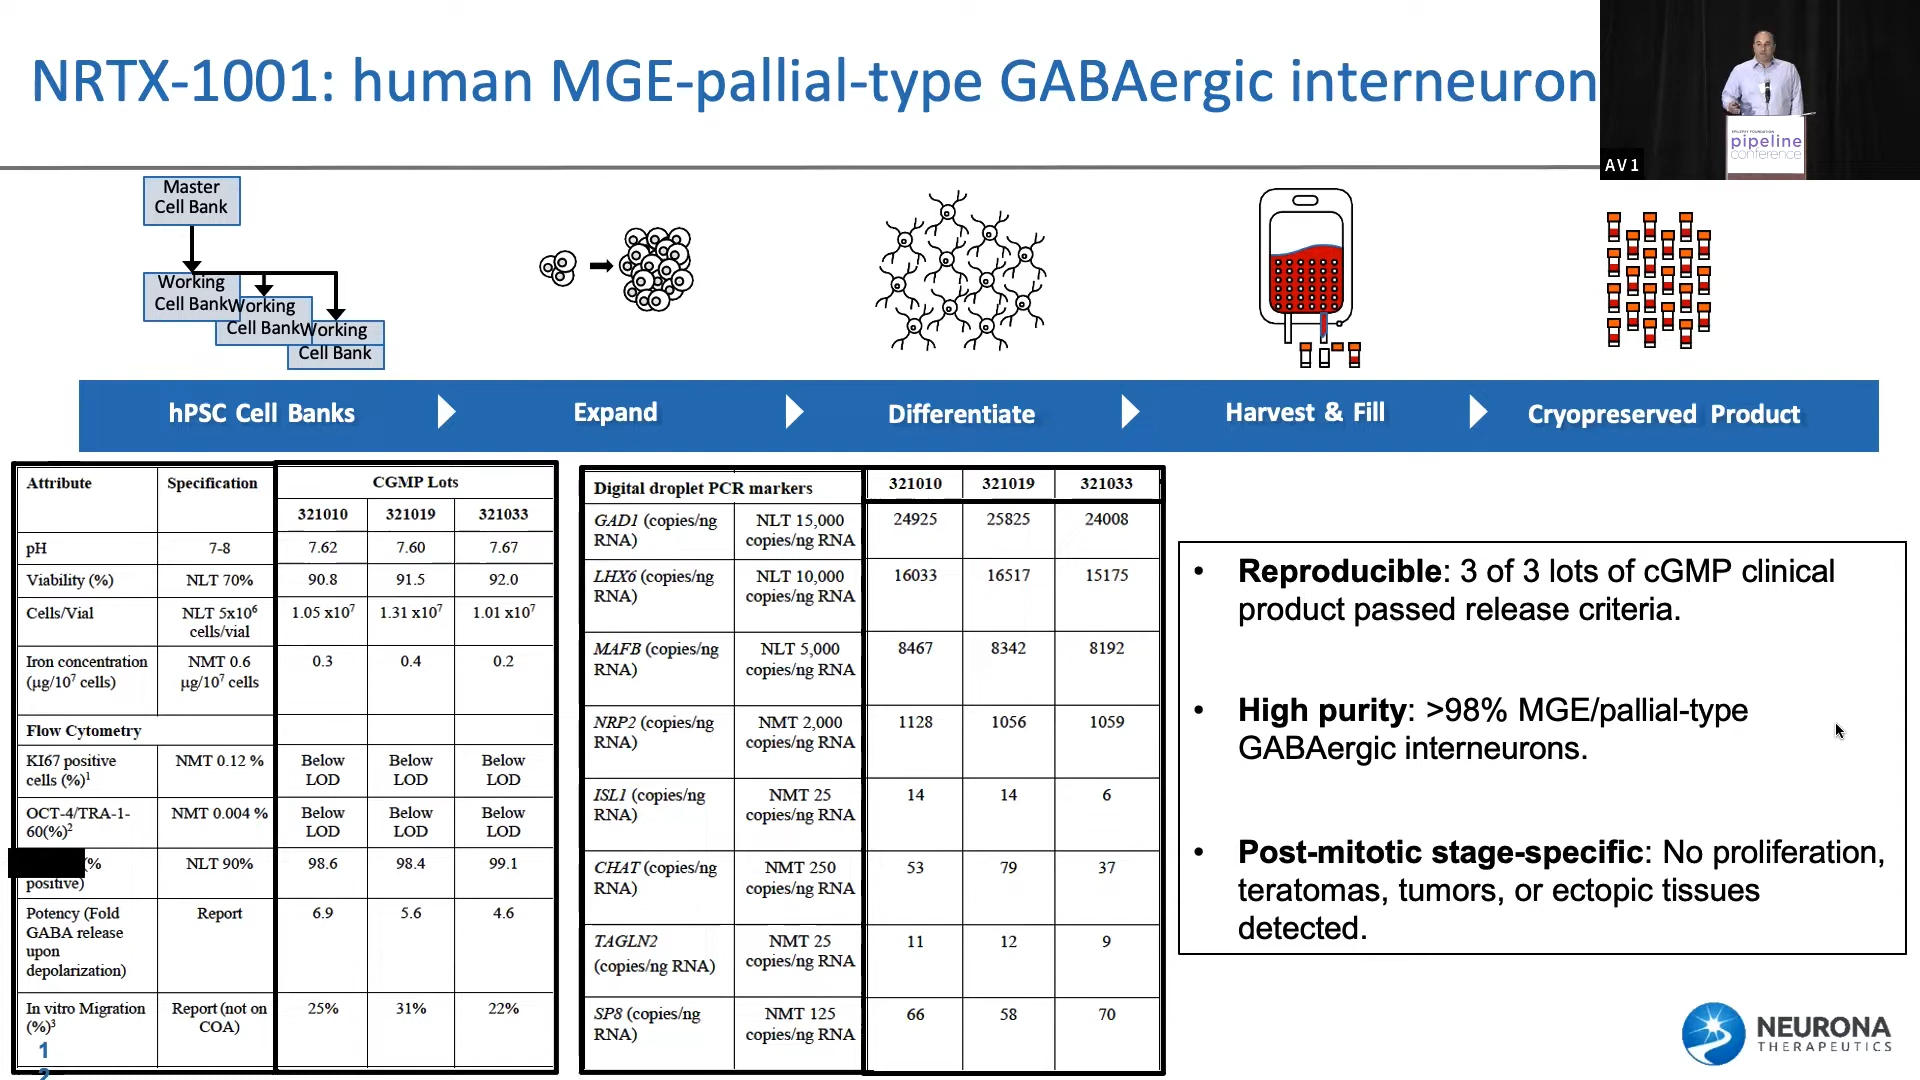 NRTX-1001: human MGE-pallial-type GABAergic interneuron
EPILEPSY FOUNDATION
pipeline
conference
AV1
Master
Cell Bank
Working
Cell Bank
Working
Cell Bank
Working
Cell Bank
hPSC Cell Banks
Expand
Differentiate
Harvest & Fill
Cryopreserved Product
Attribute Specification CGMP Lots
321010 321019 321033
pH 7-8 7.62 7.60 7.67
Viability (%) NLT 70% 90.8 91.5 92.0
Cells/Vial NLT 5x10⁶ 1.05 x10⁷ 1.31 x10⁷ 1.01 x10⁷
cells/vial
Iron concentration NMT 0.6 0.3 0.4 0.2
(µg/10⁷ cells) µg/10⁷ cells
Flow Cytometry
KI67 positive NMT 0.12 % Below Below Below
cells (%)¹ LOD LOD LOD
OCT-4/TRA-1- NMT 0.004 % Below Below Below
60(%)² LOD LOD LOD
(% NLT 90% 98.6 98.4 99.1
positive)
Potency (Fold Report 6.9 5.6 4.6
GABA release
upon
depolarization)
In vitro Migration Report (not on 25% 31% 22%
(%)³ COA)
1
2
Digital droplet PCR markers 321010 321019 321033
GAD1 (copies/ng NLT 15,000 24925 25825 24008
RNA) copies/ng RNA
LHX6 (copies/ng NLT 10,000 16033 16517 15175
RNA) copies/ng RNA
MAFB (copies/ng NLT 5,000 8467 8342 8192
RNA) copies/ng RNA
NRP2 (copies/ng NMT 2,000 1128 1056 1059
RNA) copies/ng RNA
ISL1 (copies/ng NMT 25 14 14 6
RNA) copies/ng RNA
CHAT (copies/ng NMT 250 53 79 37
RNA) copies/ng RNA
TAGLN2 NMT 25 11 12 9
(copies/ng RNA) copies/ng RNA
SP8 (copies/ng NMT 125 66 58 70
RNA) copies/ng RNA
• Reproducible: 3 of 3 lots of cGMP clinical
product passed release criteria.
• High purity: >98% MGE/pallial-type
GABAergic interneurons.
• Post-mitotic stage-specific: No proliferation,
teratomas, tumors, or ectopic tissues
detected.
NEURONA
THERAPEUTICS